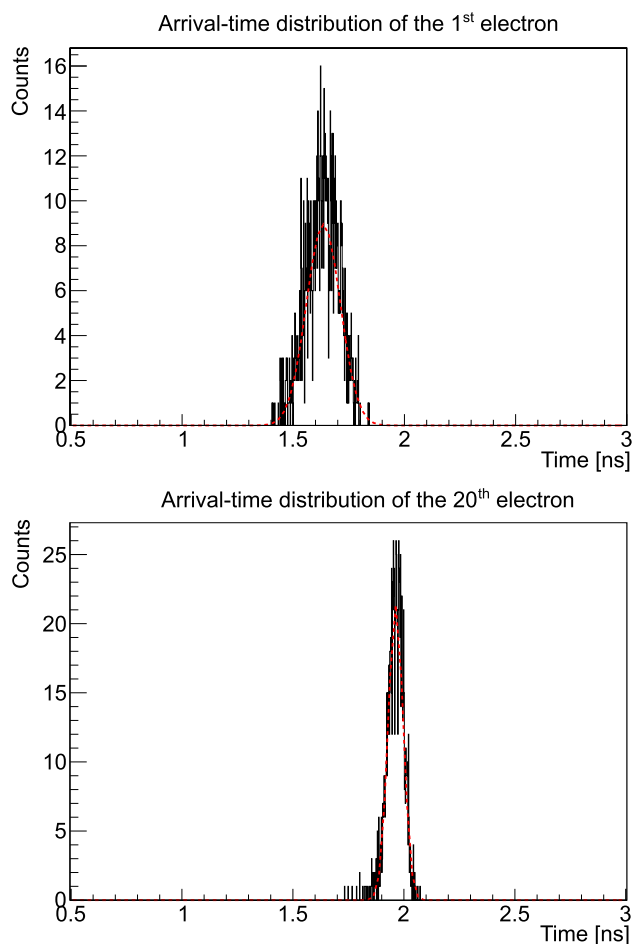 Arrival-time distribution of the 1st electron
Counts
16
14
12
10
8
6
4
2
0
0.5 1 1.5 2 2.5 3
Time [ns]
Arrival-time distribution of the 20th electron
Counts
25
20
15
10
5
0
0.5 1 1.5 2 2.5 3
Time [ns]